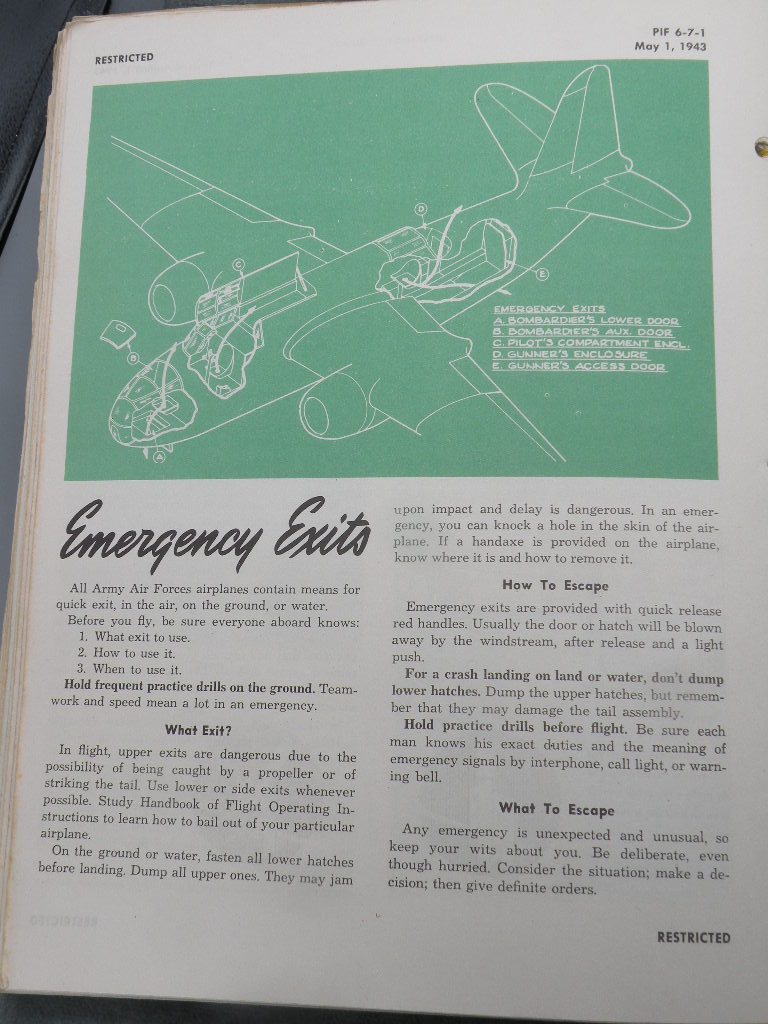 RESTRICTED
PIF 6-7-1
May 1, 1943
D
C
E
B
A
EMERGENCY EXITS
A. BOMBARDIER'S LOWER DOOR
B. BOMBARDIER'S AUX. DOOR
C. PILOT'S COMPARTMENT ENCL.
D. GUNNER'S ENCLOSURE
E. GUNNER'S ACCESS DOOR
Emergency Exits
All Army Air Forces airplanes contain means for
quick exit, in the air, on the ground, or water.
Before you fly, be sure everyone aboard knows:
1. What exit to use.
2. How to use it.
3. When to use it.
Hold frequent practice drills on the ground. Team-
work and speed mean a lot in an emergency.
What Exit?
In flight, upper exits are dangerous due to the
possibility of being caught by a propeller or of
striking the tail. Use lower or side exits whenever
possible. Study Handbook of Flight Operating In-
structions to learn how to bail out of your particular
airplane.
On the ground or water, fasten all lower hatches
before landing. Dump all upper ones. They may jam
upon impact and delay is dangerous. In an emer-
gency, you can knock a hole in the skin of the air-
plane. If a handaxe is provided on the airplane,
know where it is and how to remove it.
How To Escape
Emergency exits are provided with quick release
red handles. Usually the door or hatch will be blown
away by the windstream, after release and a light
push.
For a crash landing on land or water, don't dump
lower hatches. Dump the upper hatches, but remem-
ber that they may damage the tail assembly.
Hold practice drills before flight. Be sure each
man knows his exact duties and the meaning of
emergency signals by interphone, call light, or warn-
ing bell.
What To Escape
Any emergency is unexpected and unusual, so
keep your wits about you. Be deliberate, even
though hurried. Consider the situation; make a de-
cision; then give definite orders.
RESTRICTED